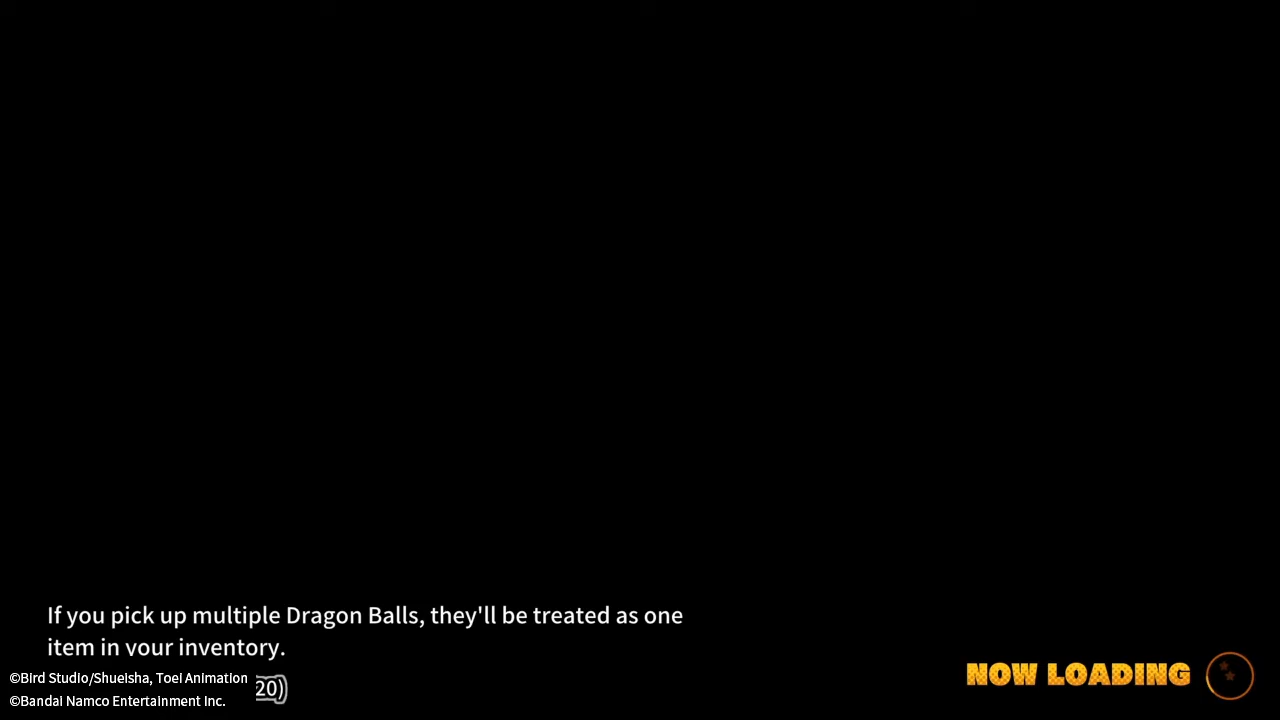 If you pick up multiple Dragon Balls, they'll be treated as one
item in your inventory.
©Bird Studio/Shueisha, Toei Animation
20)
©Bandai Namco Entertainment Inc.
NOW LOADING